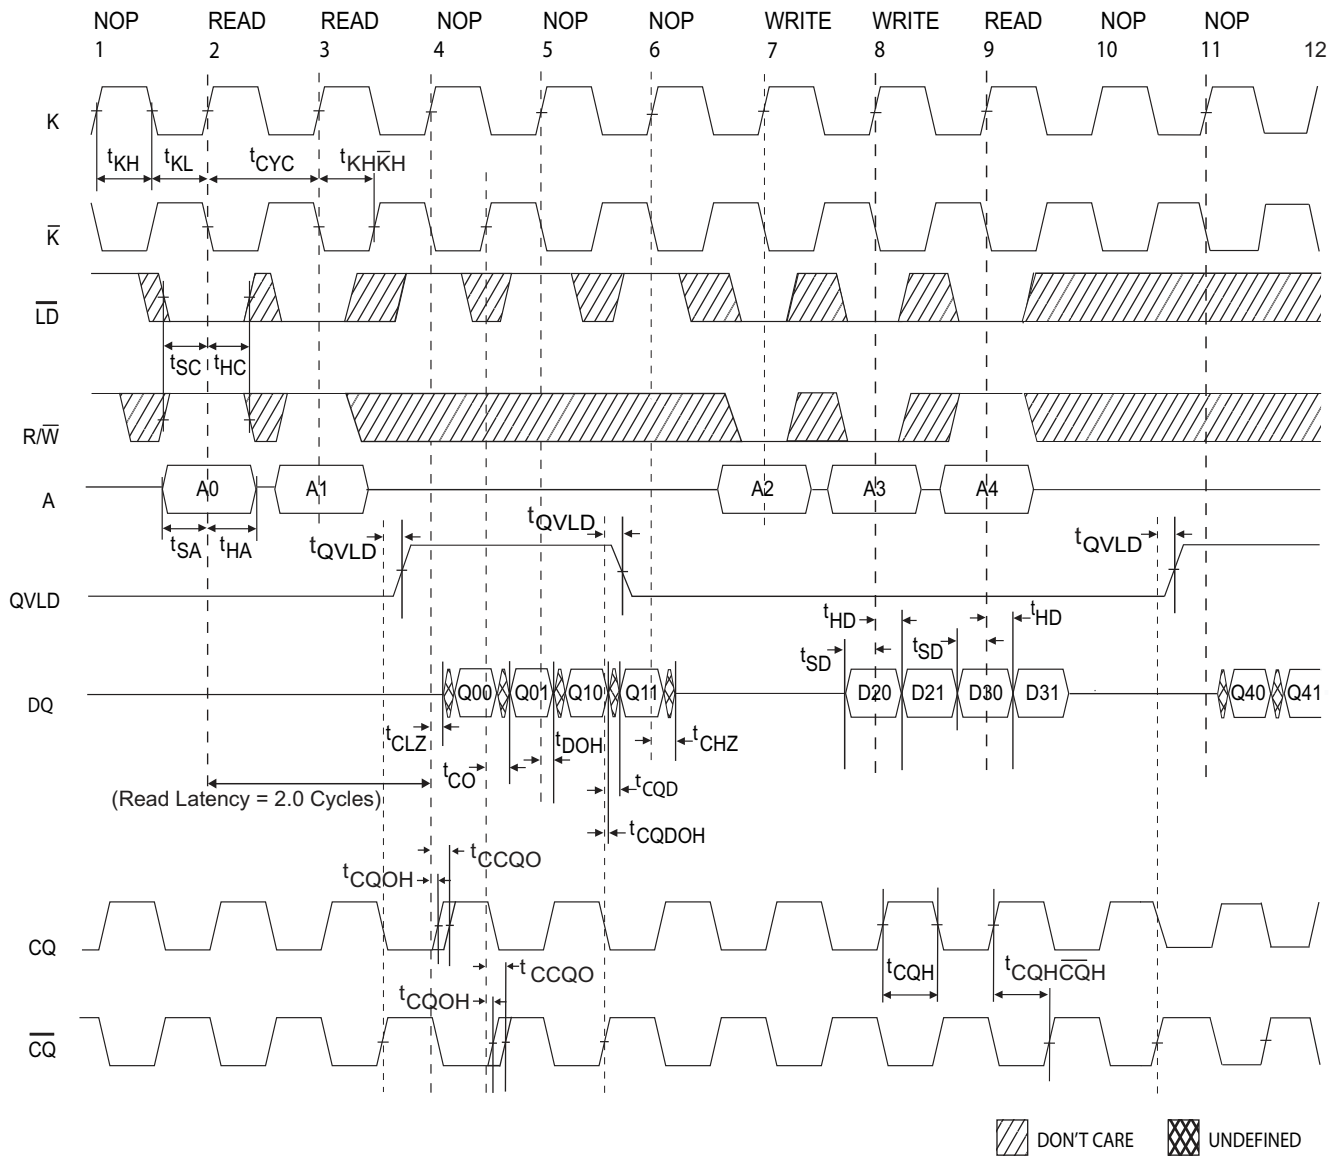 NOP READ READ NOP NOP NOP WRITE WRITE READ NOP NOP
1 2 3 4 5 6 7 8 9 10 11 12
K
tKH tKL tCYC tKHK̅H
K̅
L̅D̅
tSC tHC
R/W̅
A A0 A1 A2 A3 A4
tSA tHA tQVLD tQVLD tQVLD
QVLD
tHD tHD
tSD tSD
DQ Q00 Q01 Q10 Q11 D20 D21 D30 D31 Q40 Q41
tCLZ tDOH tCHZ
tCO tCQD
(Read Latency = 2.0 Cycles)
tCQDOH
tCCQO
tCQOH
CQ
tCQH tCQHC̅Q̅H
tCCQO
tCQOH
C̅Q̅
DON'T CARE UNDEFINED